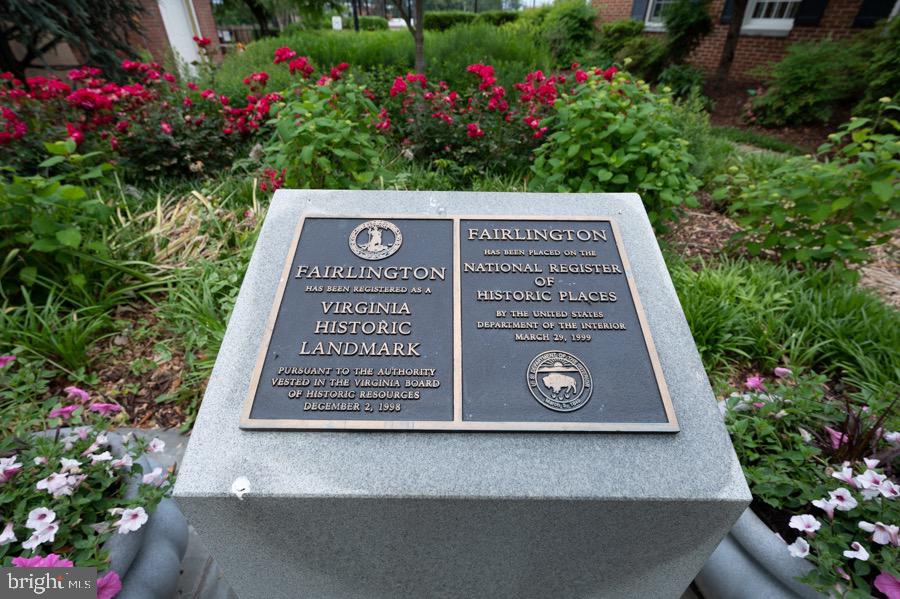 FAIRLINGTON
HAS BEEN REGISTERED AS A
VIRGINIA
HISTORIC
LANDMARK
PURSUANT TO THE AUTHORITY
VESTED IN THE VIRGINIA BOARD
OF HISTORIC RESOURCES
DECEMBER 2, 1998
FAIRLINGTON
HAS BEEN PLACED ON THE
NATIONAL REGISTER
OF
HISTORIC PLACES
BY THE UNITED STATES
DEPARTMENT OF THE INTERIOR
MARCH 29, 1999
bright MLS